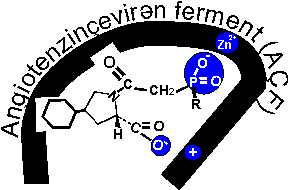 Angiotenzinçevirən ferment (AÇF)
Zn2+
O
C
CH2
O-
P=O
R
N
H
C=O
O-
+